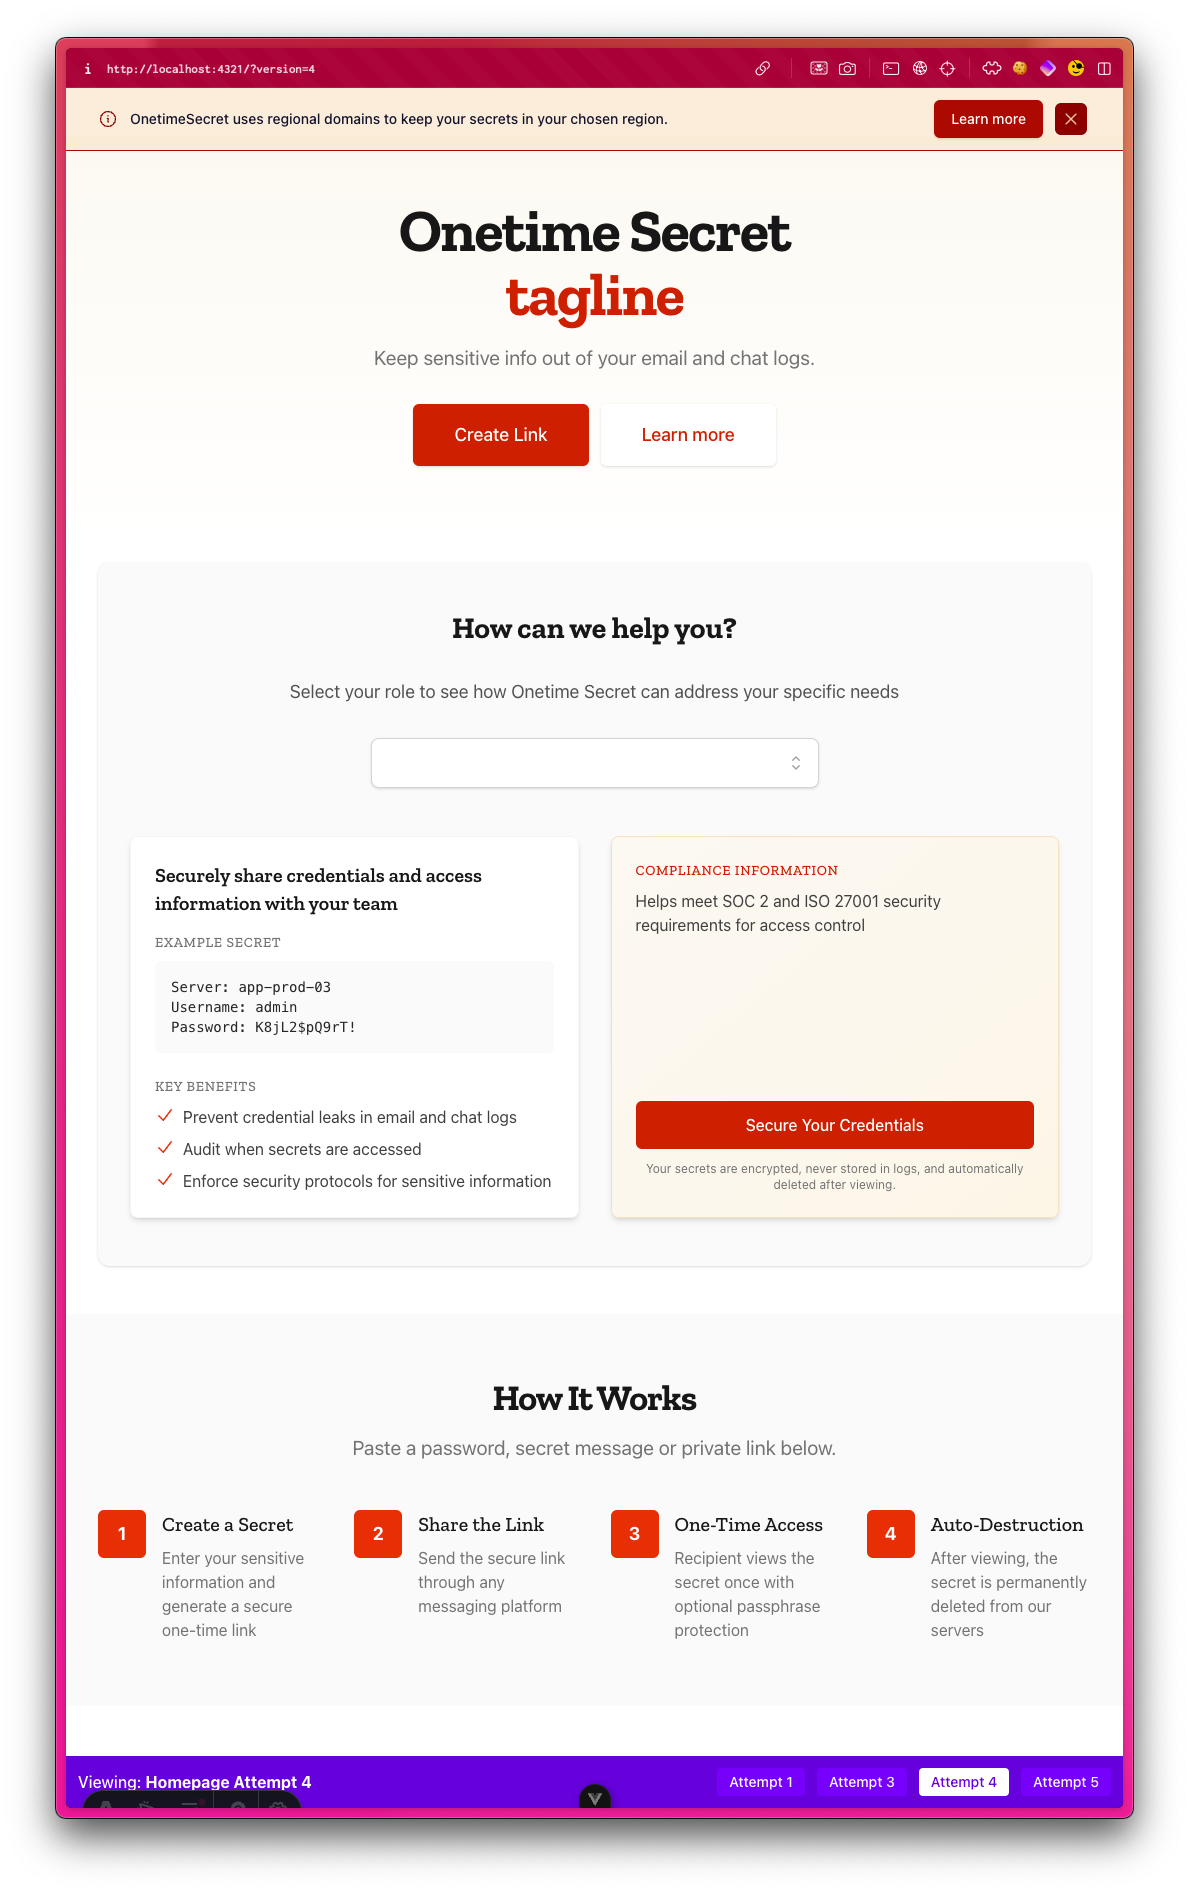 i http://localhost:4321/?version=4
OnetimeSecret uses regional domains to keep your secrets in your chosen region.
Learn more
Onetime Secret
tagline
Keep sensitive info out of your email and chat logs.
Create Link
Learn more
How can we help you?
Select your role to see how Onetime Secret can address your specific needs
Securely share credentials and access
information with your team
EXAMPLE SECRET
Server: app-prod-03
Username: admin
Password: K8jL2$pQ9rT!
KEY BENEFITS
Prevent credential leaks in email and chat logs
Audit when secrets are accessed
Enforce security protocols for sensitive information
COMPLIANCE INFORMATION
Helps meet SOC 2 and ISO 27001 security
requirements for access control
Secure Your Credentials
Your secrets are encrypted, never stored in logs, and automatically
deleted after viewing.
How It Works
Paste a password, secret message or private link below.
1
Create a Secret
Enter your sensitive
information and
generate a secure
one-time link
2
Share the Link
Send the secure link
through any
messaging platform
3
One-Time Access
Recipient views the
secret once with
optional passphrase
protection
4
Auto-Destruction
After viewing, the
secret is permanently
deleted from our
servers
Viewing: Homepage Attempt 4
Attempt 1
Attempt 3
Attempt 4
Attempt 5